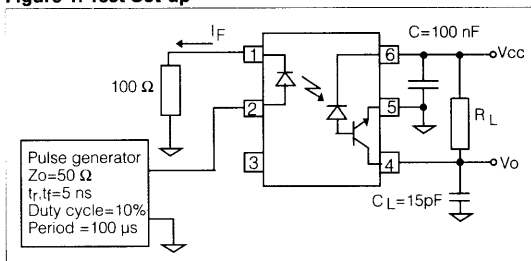 Figure 1. Test Set-up
IF
C=100 nF
1
6
Vcc
100 Ω
2
5
RL
3
4
Vo
Pulse generator
Zo=50 Ω
tr,tf=5 ns
Duty cycle=10%
Period =100 µs
CL=15pF